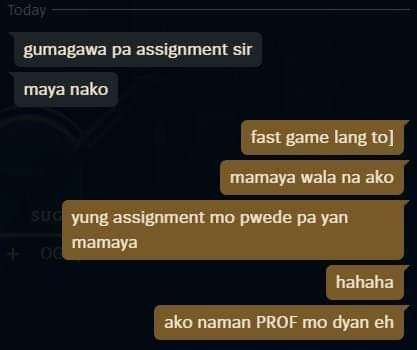 Today
gumagawa pa assignment sir
maya nako
fast game lang to]
mamaya wala na ako
yung assignment mo pwede pa yan
mamaya
hahaha
ako naman PROF mo dyan eh